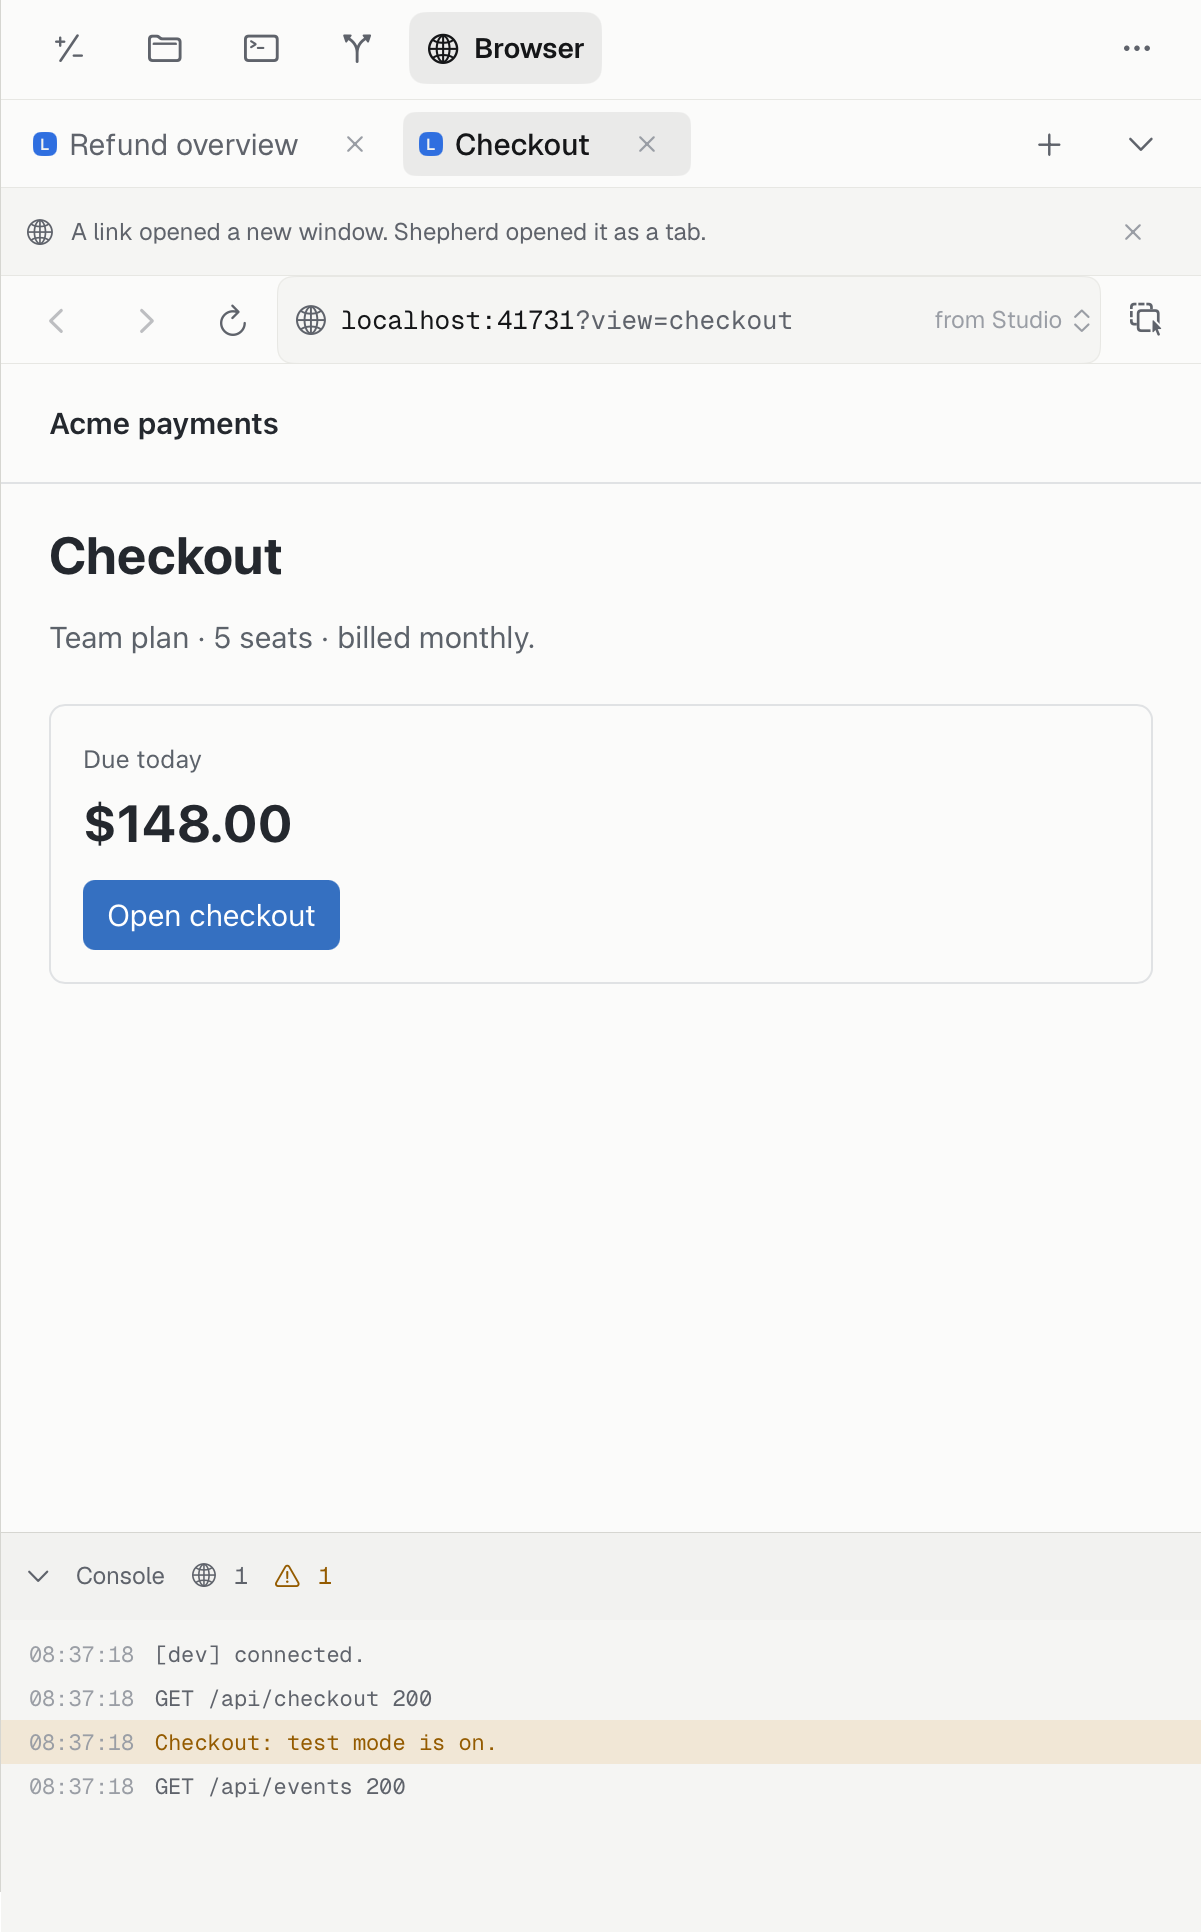 Browser
L Refund overview
L Checkout
A link opened a new window. Shepherd opened it as a tab.
localhost:41731?view=checkout
from Studio
Acme payments
Checkout
Team plan · 5 seats · billed monthly.
Due today
$148.00
Open checkout
Console 1 1
08:37:18 [dev] connected.
08:37:18 GET /api/checkout 200
08:37:18 Checkout: test mode is on.
08:37:18 GET /api/events 200